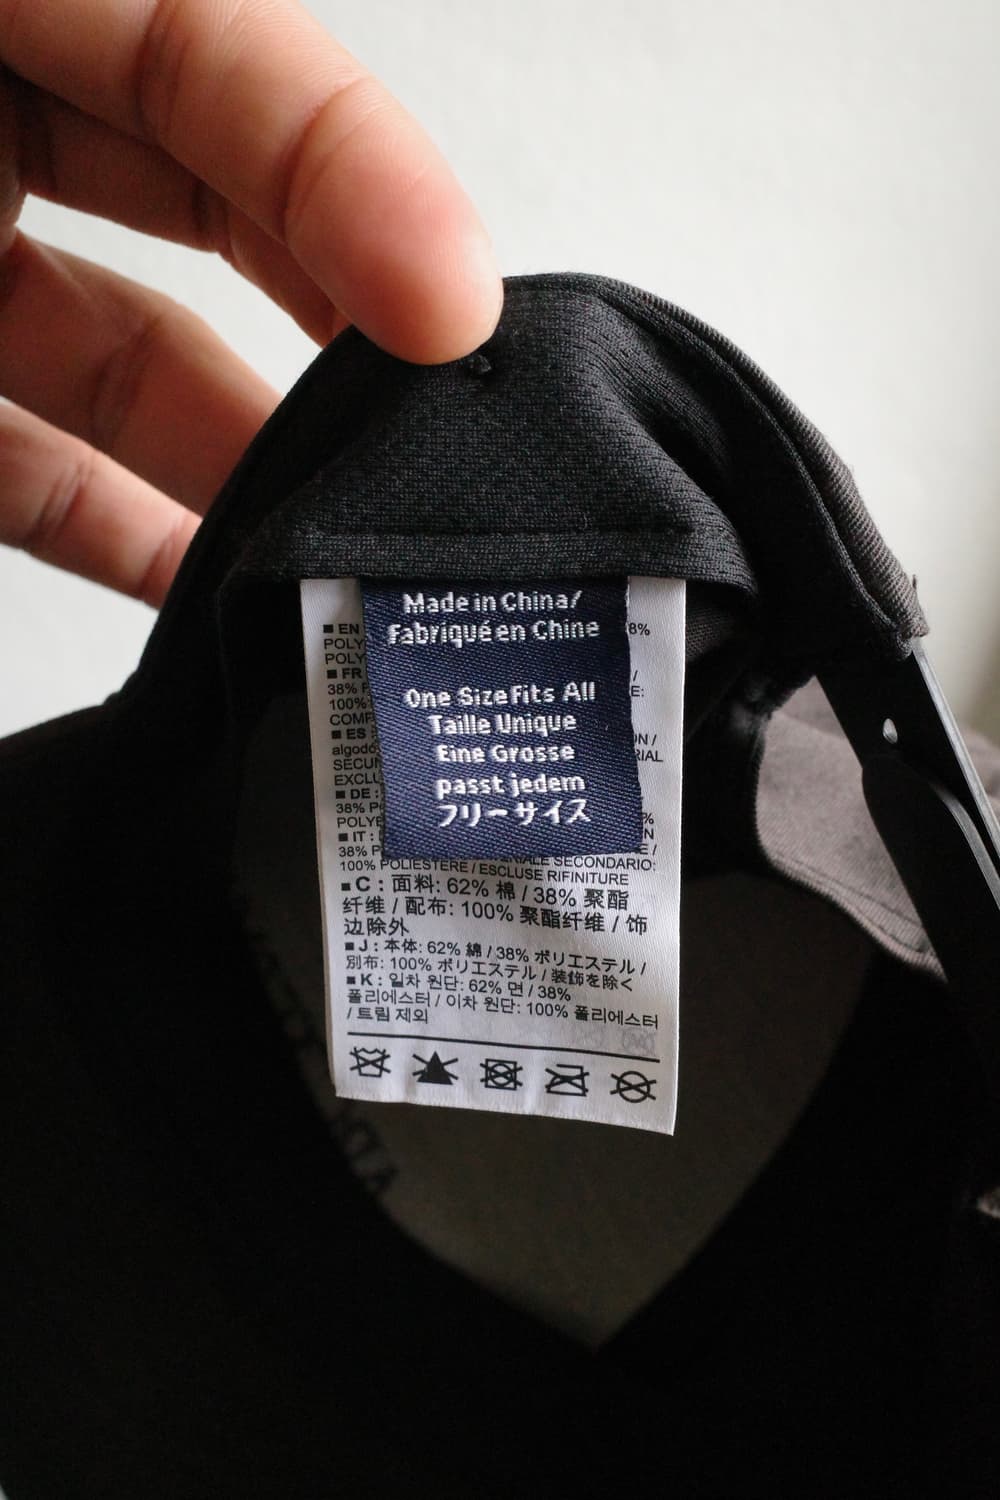 Made in China/
Fabriqué en Chine
One Size Fits All
Taille Unique
Eine Grosse
passt jedem
フリーサイズ
■ EN
POLY
POLY
■ FR
38% P
100%
COMP
■ ES
algodó
SECUN
EXCLU
■ DE :
38% P
POLYE
■ IT :
38% P
100% POLIESTERE / ESCLUSE RIFINITURE
8%
/
E:
ON /
RIAL
%
N
E /
MATERIALE SECONDARIO:
■ C : 面料: 62% 棉 / 38% 聚酯
纤维 / 配布: 100% 聚酯纤维 / 饰
边除外
■ J : 本体: 62% 綿 / 38% ポリエステル /
別布: 100% ポリエステル / 装飾を除く
■ K : 일차 원단: 62% 면 / 38%
폴리에스터 / 이차 원단: 100% 폴리에스터
/ 트림 제외